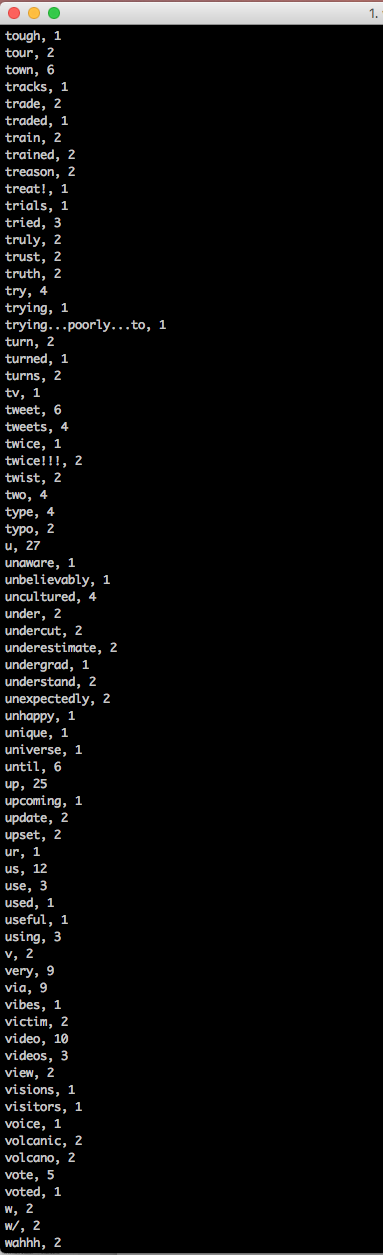 1.
tough, 1
tour, 2
town, 6
tracks, 1
trade, 2
traded, 1
train, 2
trained, 2
treason, 2
treat!, 1
trials, 1
tried, 3
truly, 2
trust, 2
truth, 2
try, 4
trying, 1
trying...poorly...to, 1
turn, 2
turned, 1
turns, 2
tv, 1
tweet, 6
tweets, 4
twice, 1
twice!!!, 2
twist, 2
two, 4
type, 4
typo, 2
u, 27
unaware, 1
unbelievably, 1
uncultured, 4
under, 2
undercut, 2
underestimate, 2
undergrad, 1
understand, 2
unexpectedly, 2
unhappy, 1
unique, 1
universe, 1
until, 6
up, 25
upcoming, 1
update, 2
upset, 2
ur, 1
us, 12
use, 3
used, 1
useful, 1
using, 3
v, 2
very, 9
via, 9
vibes, 1
victim, 2
video, 10
videos, 3
view, 2
visions, 1
visitors, 1
voice, 1
volcanic, 2
volcano, 2
vote, 5
voted, 1
w, 2
w/, 2
wahhh, 2